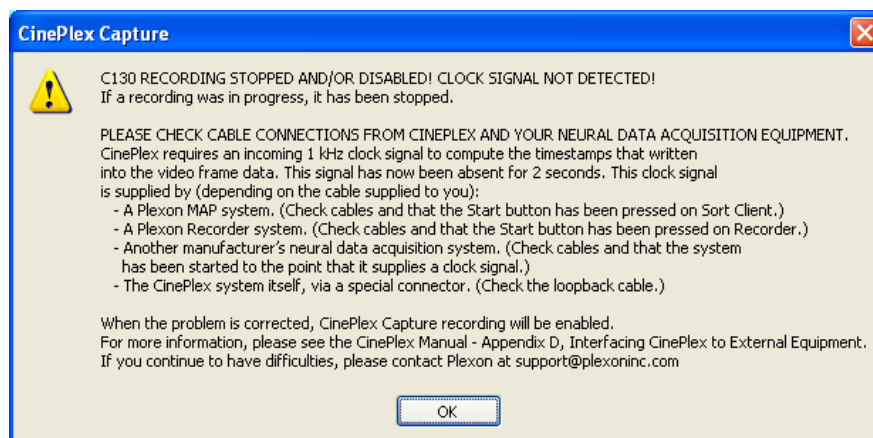 CinePlex Capture
C130 RECORDING STOPPED AND/OR DISABLED! CLOCK SIGNAL NOT DETECTED!
If a recording was in progress, it has been stopped.
PLEASE CHECK CABLE CONNECTIONS FROM CINEPLEX AND YOUR NEURAL DATA ACQUISITION EQUIPMENT.
CinePlex requires an incoming 1 kHz clock signal to compute the timestamps that written
into the video frame data. This signal has now been absent for 2 seconds. This clock signal
is supplied by (depending on the cable supplied to you):
- A Plexon MAP system. (Check cables and that the Start button has been pressed on Sort Client.)
- A Plexon Recorder system. (Check cables and that the Start button has been pressed on Recorder.)
- Another manufacturer's neural data acquisition system. (Check cables and that the system
has been started to the point that it supplies a clock signal.)
- The CinePlex system itself, via a special connector. (Check the loopback cable.)
When the problem is corrected, CinePlex Capture recording will be enabled.
For more information, please see the CinePlex Manual - Appendix D, Interfacing CinePlex to External Equipment.
If you continue to have difficulties, please contact Plexon at support@plexoninc.com
OK